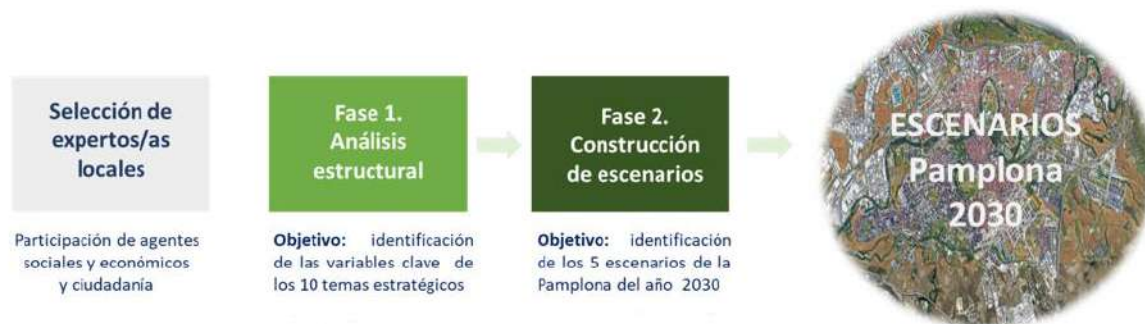 Selección de
expertos/as
locales
Participación de agentes
sociales y económicos
y ciudadanía
Fase 1.
Análisis
estructural
Objetivo: identificación
de las variables clave de
los 10 temas estratégicos
Fase 2.
Construcción
de escenarios
Objetivo: identificación
de los 5 escenarios de la
Pamplona del año 2030
ESCENARIOS
Pamplona
2030